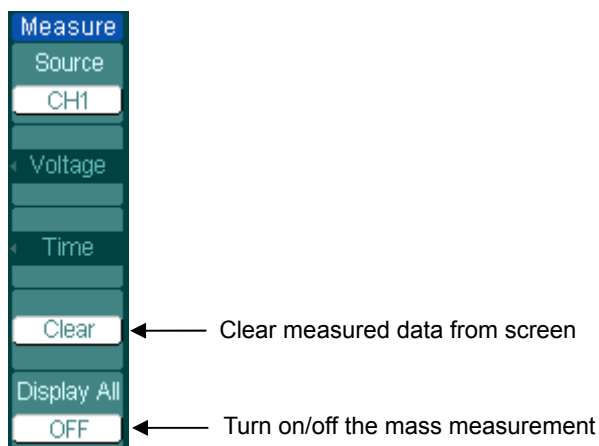 Measure
Source
CH1
Voltage
Time
Clear
Clear measured data from screen
Display All
OFF
Turn on/off the mass measurement